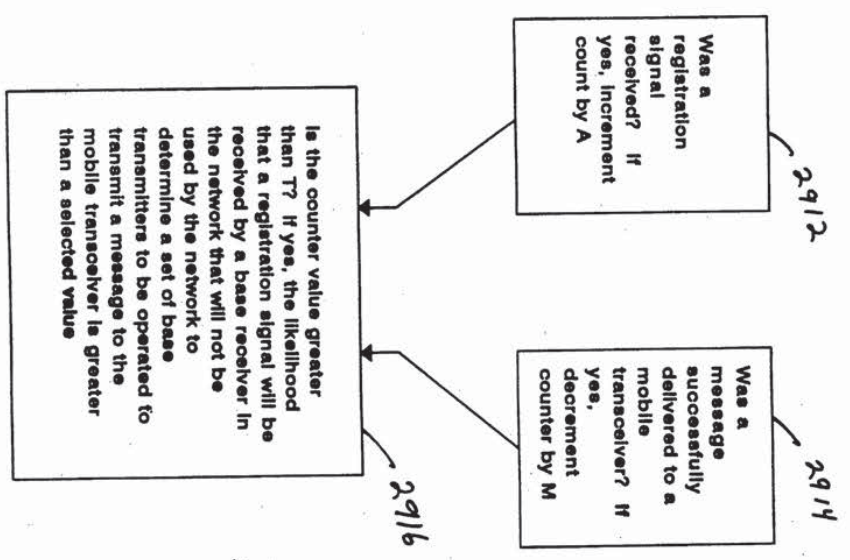 Was a
registration
signal
received? If
yes, increment
count by A
2912
Was a
message
successfully
delivered to a
mobile
transceiver? If
yes,
decrement
counter by M
2914
Is the counter value greater
than T? If yes, the likelihood
that a registration signal will be
received by a base receiver in
the network that will not be
used by the network to
determine a set of base
transmitters to be operated to
transmit a message to the
mobile transceiver is greater
than a selected value
2916